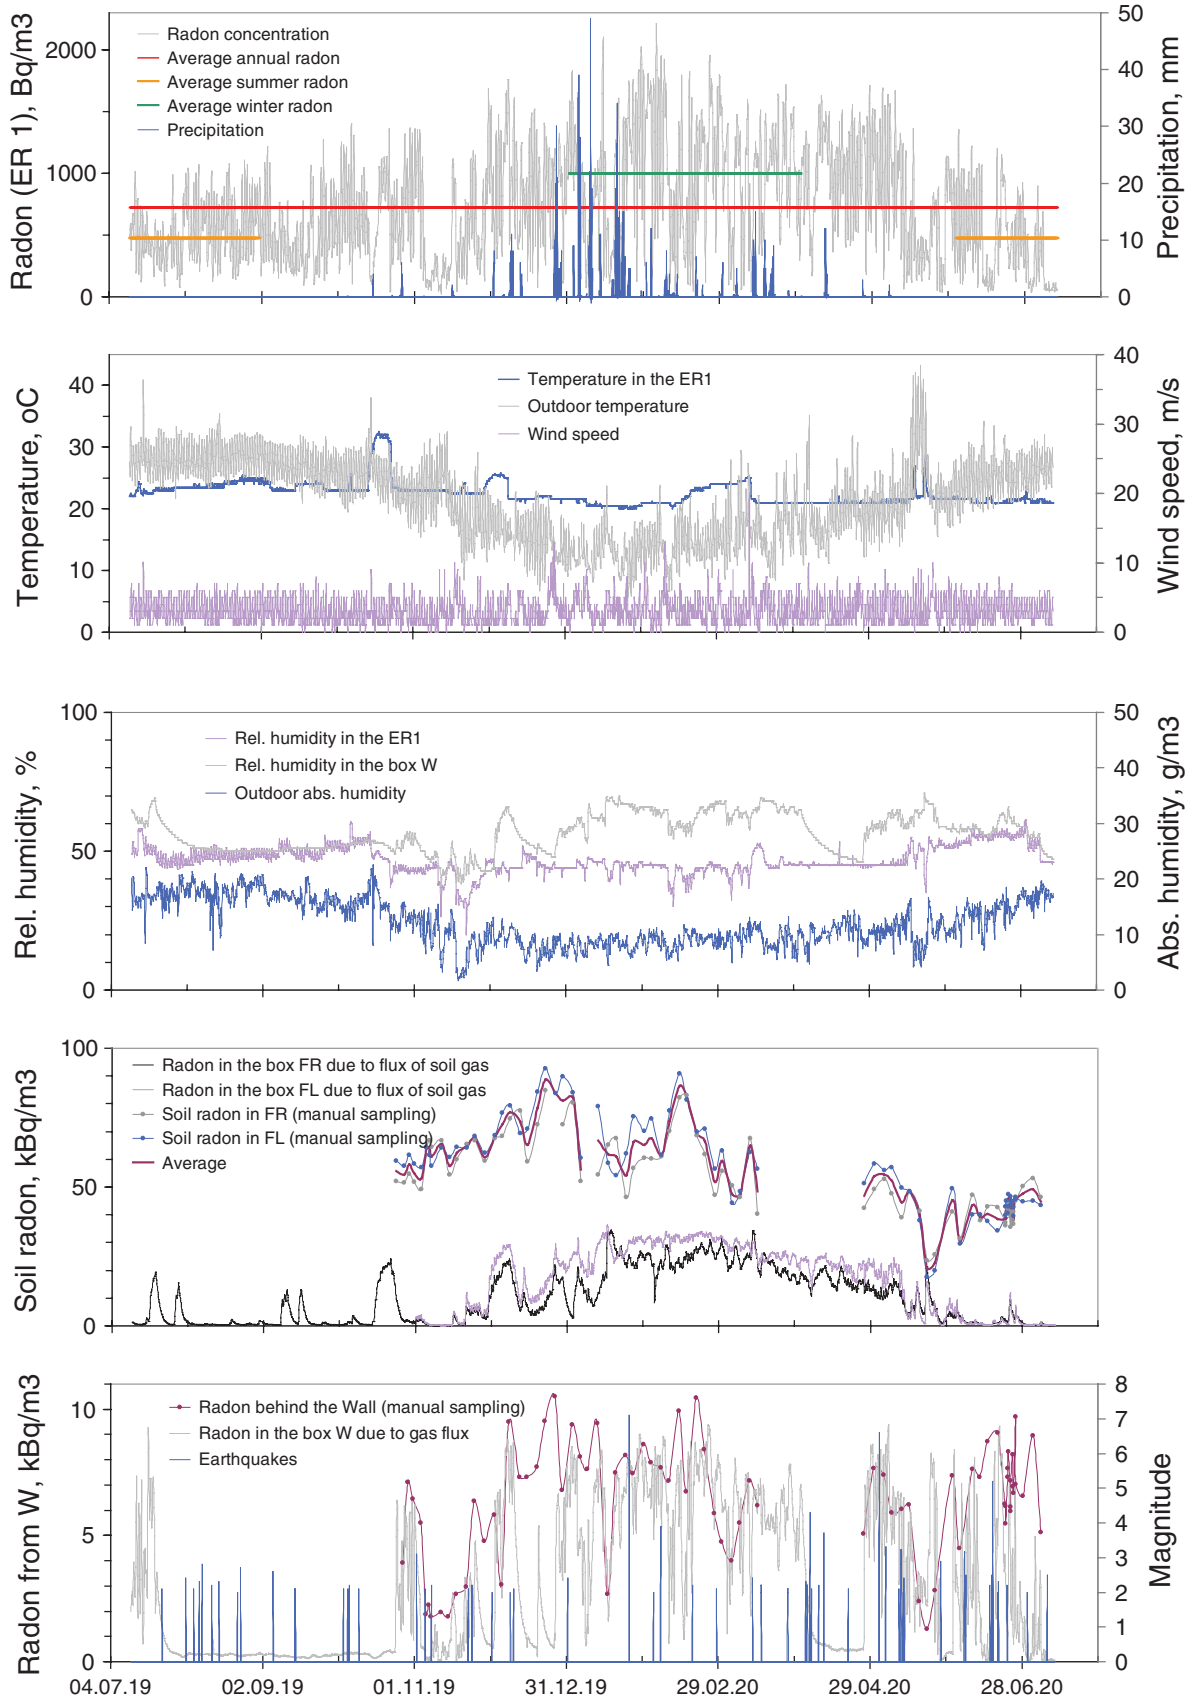 Radon (ER 1), Bq/m3
2000
1000
0
Radon concentration
Average annual radon
Average summer radon
Average winter radon
Precipitation
50
40
30
20
10
0
Precipitation, mm
Temperature, oC
40
30
20
10
0
Temperature in the ER1
Outdoor temperature
Wind speed
40
30
20
10
0
Wind speed, m/s
Rel. humidity, %
100
50
0
Rel. humidity in the ER1
Rel. humidity in the box W
Outdoor abs. humidity
50
40
30
20
10
0
Abs. humidity, g/m3
Soil radon, kBq/m3
100
50
0
Radon in the box FR due to flux of soil gas
Radon in the box FL due to flux of soil gas
Soil radon in FR (manual sampling)
Soil radon in FL (manual sampling)
Average
Radon from W, kBq/m3
10
5
0
Radon behind the Wall (manual sampling)
Radon in the box W due to gas flux
Earthquakes
8
7
6
5
4
3
2
1
0
Magnitude
04.07.19 02.09.19 01.11.19 31.12.19 29.02.20 29.04.20 28.06.20